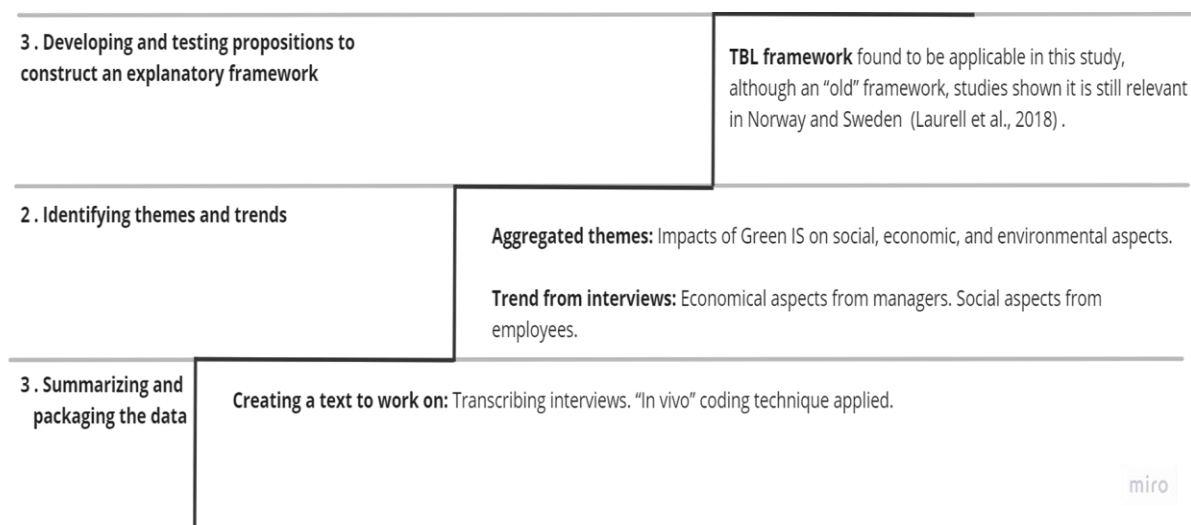 3 . Developing and testing propositions to
construct an explanatory framework
TBL framework found to be applicable in this study,
although an “old” framework, studies shown it is still relevant
in Norway and Sweden (Laurell et al., 2018) .
2 . Identifying themes and trends
Aggregated themes: Impacts of Green IS on social, economic, and environmental aspects.
Trend from interviews: Economical aspects from managers. Social aspects from
employees.
3 . Summarizing and
packaging the data
Creating a text to work on: Transcribing interviews. “In vivo” coding technique applied.
miro